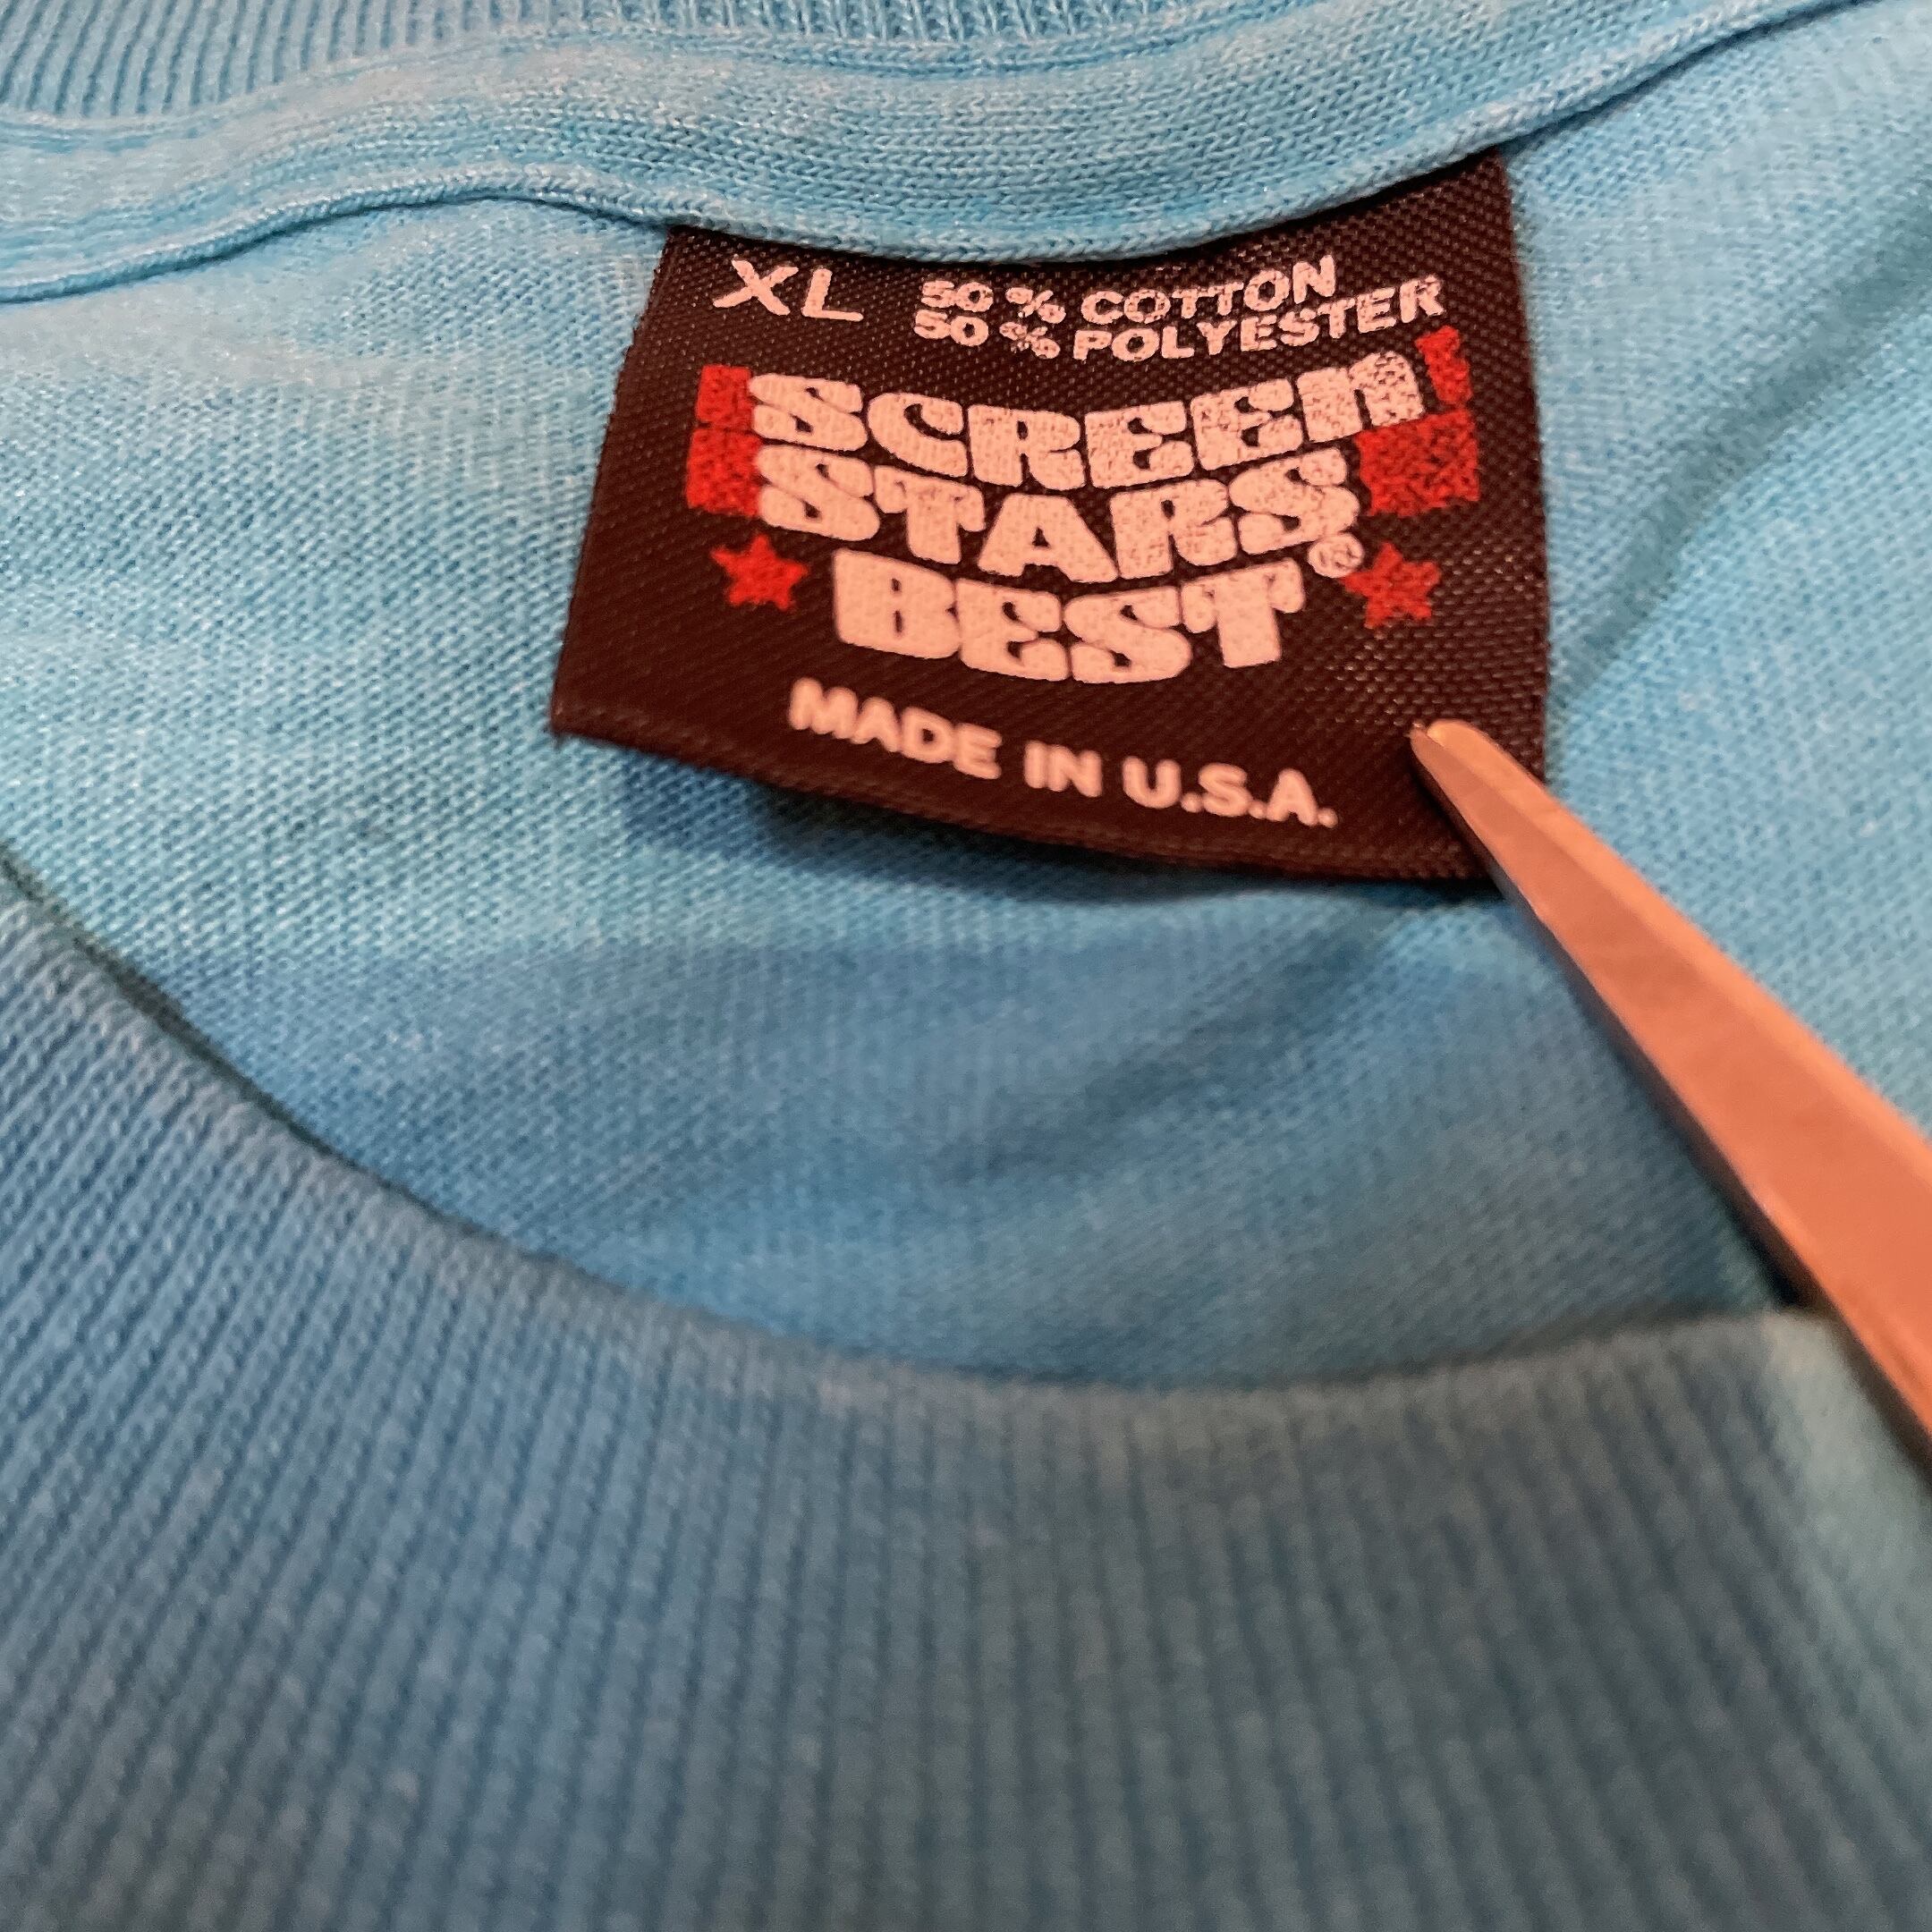 XL
50% COTTON
50% POLYESTER
SCREEN
STARS®
BEST
MADE IN U.S.A.